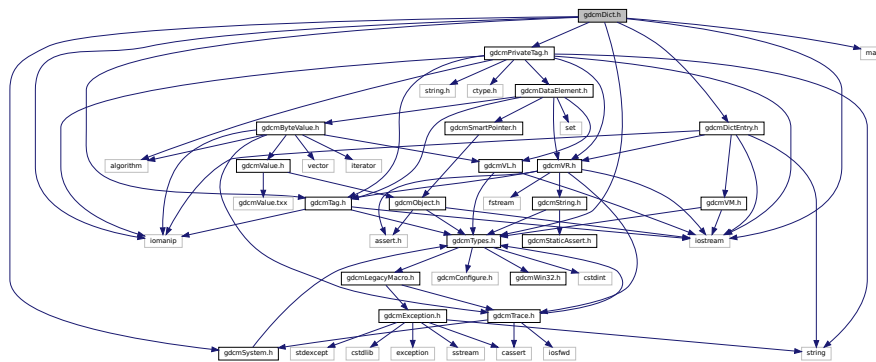 gdcmDict.h
gdcmPrivateTag.h
string.h
ctype.h
gdcmDataElement.h
gdcmByteValue.h
gdcmSmartPointer.h
set
gdcmDictEntry.h
algorithm
gdcmValue.h
vector
iterator
gdcmVL.h
gdcmVR.h
gdcmValue.txx
gdcmTag.h
gdcmObject.h
fstream
gdcmString.h
gdcmVM.h
iomanip
assert.h
gdcmTypes.h
gdcmStaticAssert.h
iostream
gdcmLegacyMacro.h
gdcmConfigure.h
gdcmWin32.h
cstdint
gdcmException.h
gdcmTrace.h
gdcmSystem.h
stdexcept
cstdlib
exception
sstream
cassert
iosfwd
string